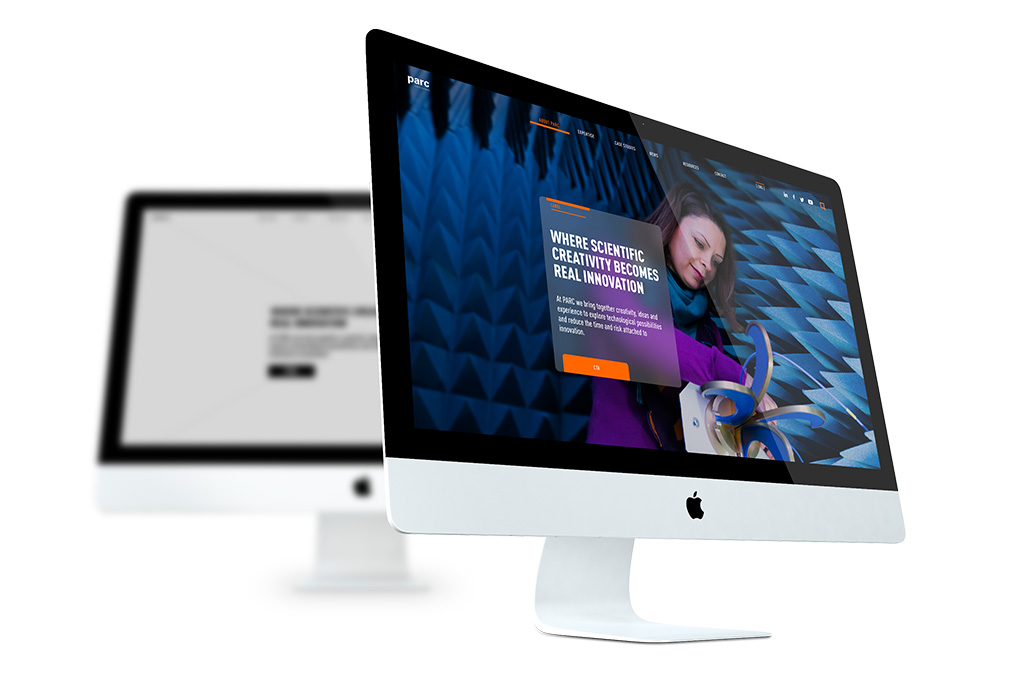 parc
ABOUT PARC
EXPERTISE
CASE STUDIES
NEWS
RESOURCES
CONTACT
WHERE SCIENTIFIC
CREATIVITY BECOMES
REAL INNOVATION
At PARC we bring together creativity, ideas and
experience to explore technological possibilities
and reduce the time and risk attached to
innovation.
CTA